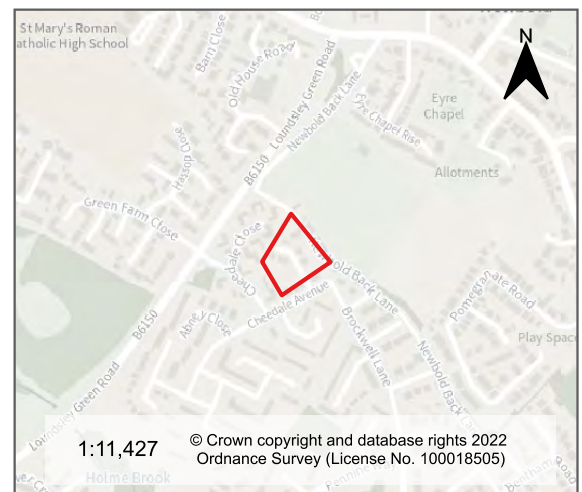 St Mary's Roman
atholic High School
Barn Close
Old House Road
Loundsley Green Road
B6150
Newbold Back Lane
Eyre Chapel Rise
N
Eyre
Chapel
Allotments
Hassop Close
Green Farm Close
Cheedale Close
Newbold Back Lane
Cheedale Avenue
Abney Close
B6150
Loundsley Green Road
Brockwell Lane
Newbold Back Lane
Pomegranate Road
Play Space
1:11,427
© Crown copyright and database rights 2022
Ordnance Survey (License No. 100018505)
Holme Brook
Road